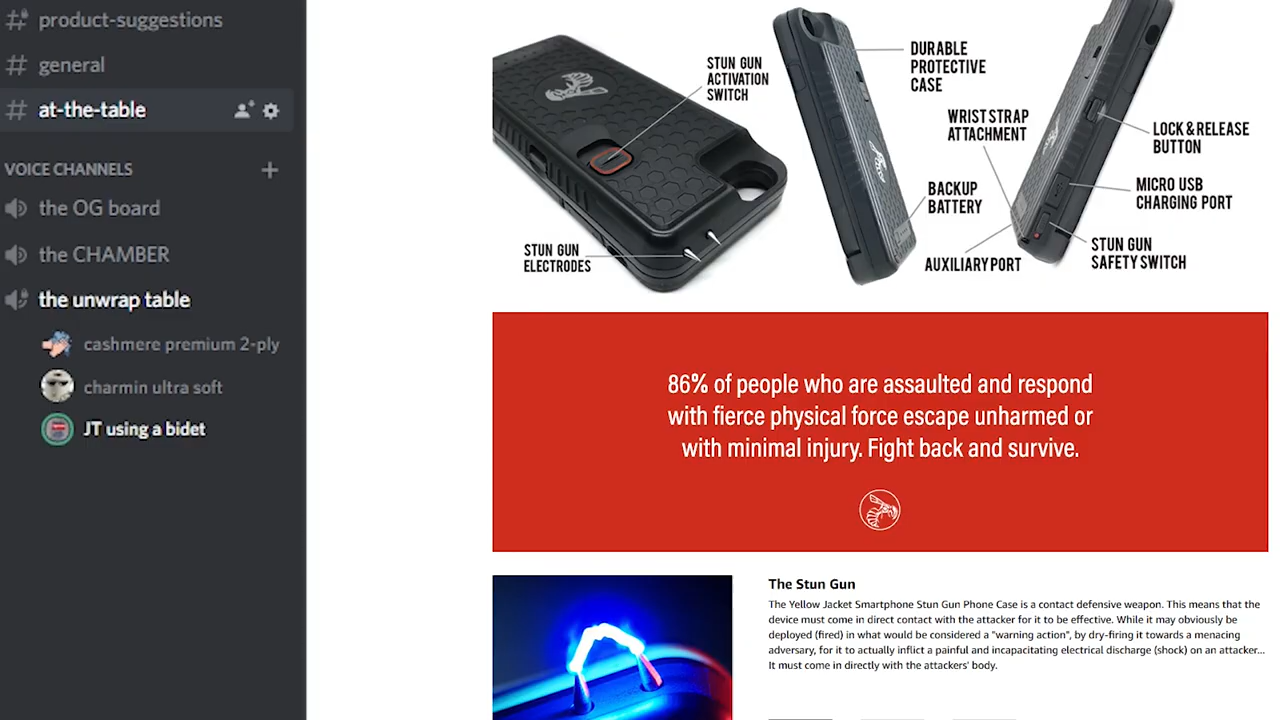 product-suggestions
general
at-the-table
VOICE CHANNELS
the OG board
the CHAMBER
the unwrap table
cashmere premium 2-ply
charmin ultra soft
JT using a bidet
STUN GUN
ACTIVATION
SWITCH
STUN GUN
ELECTRODES
DURABLE
PROTECTIVE
CASE
WRIST STRAP
ATTACHMENT
BACKUP
BATTERY
AUXILIARY PORT
LOCK & RELEASE
BUTTON
MICRO USB
CHARGING PORT
STUN GUN
SAFETY SWITCH
86% of people who are assaulted and respond
with fierce physical force escape unharmed or
with minimal injury. Fight back and survive.
The Stun Gun
The Yellow Jacket Smartphone Stun Gun Phone Case is a contact defensive weapon. This means that the
device must come in direct contact with the attacker for it to be effective. While it may obviously be
deployed (fired) in what would be considered a "warning action", by dry-firing it towards a menacing
adversary, for it to actually inflict a painful and incapacitating electrical discharge (shock) on an attacker...
It must come in directly with the attackers' body.